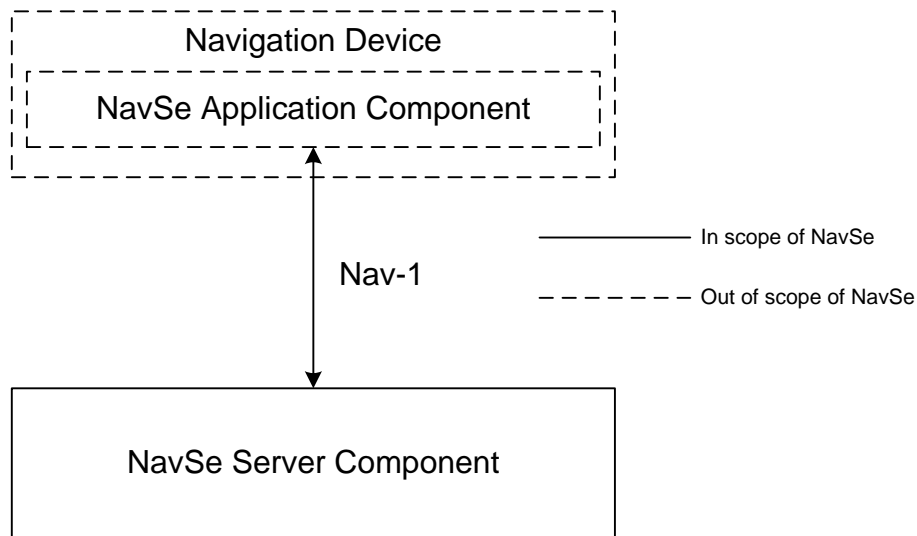 Navigation Device
NavSe Application Component
In scope of NavSe
Nav-1
Out of scope of NavSe
NavSe Server Component